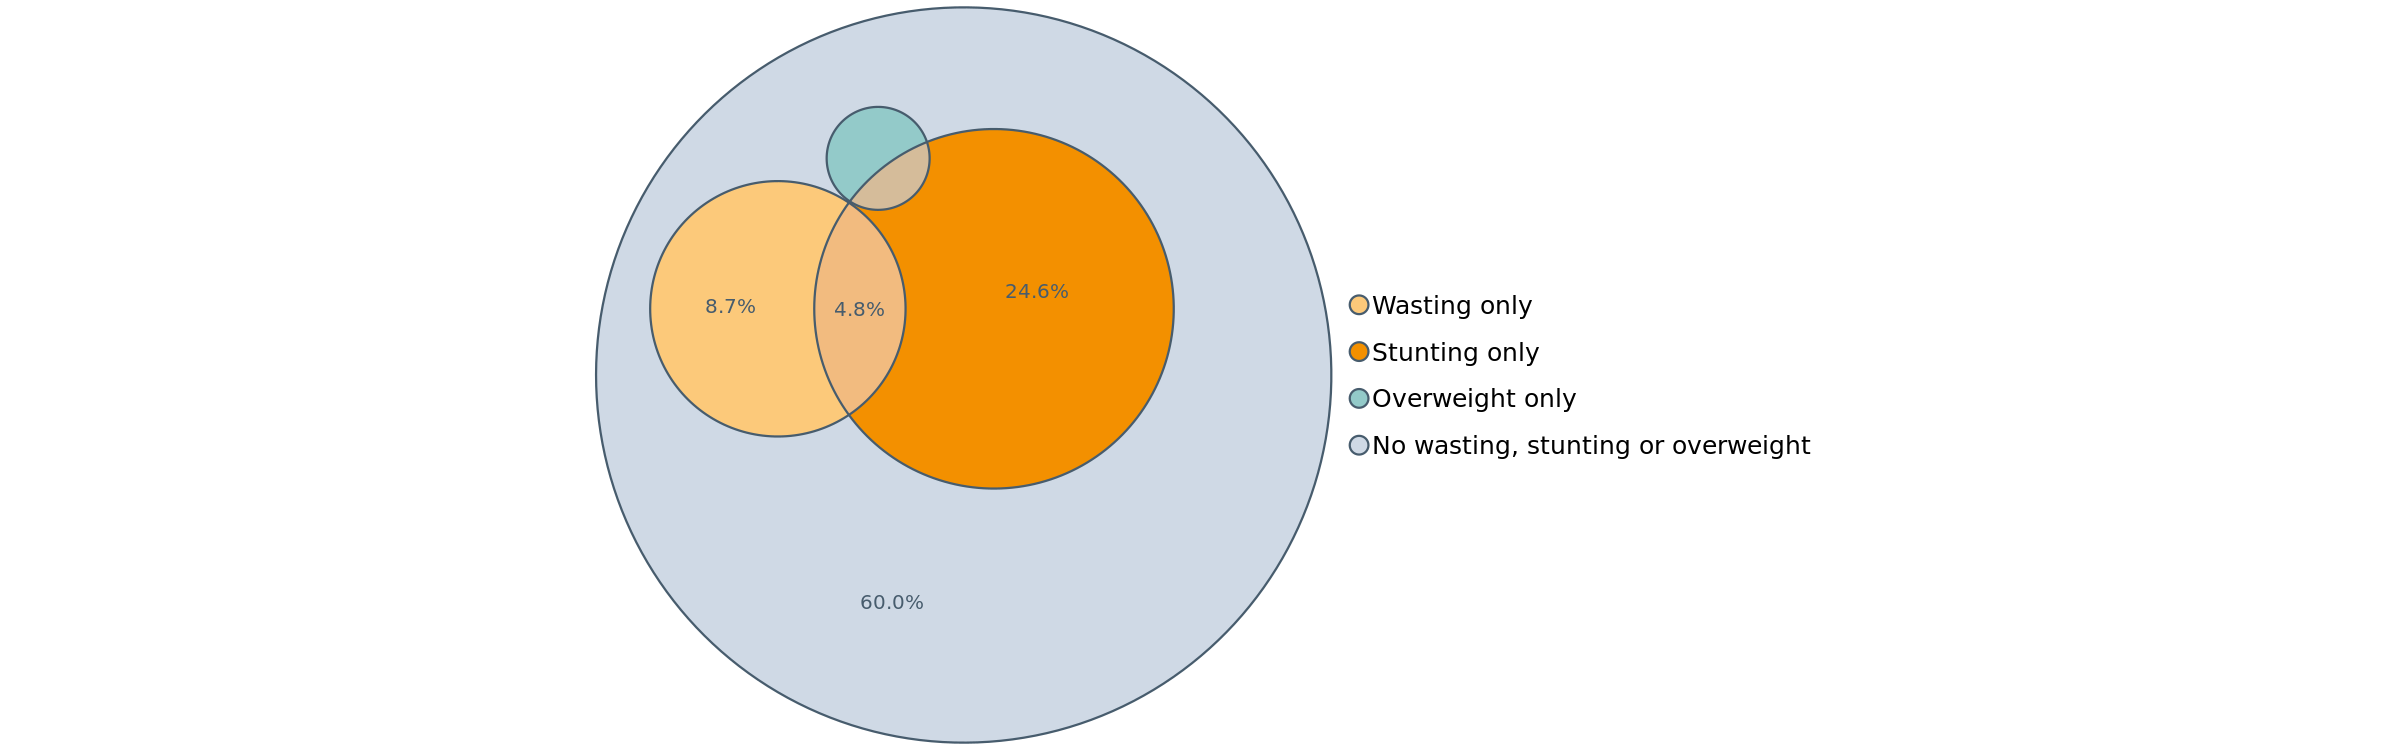 8.7%
4.8%
24.6%
60.0%
Wasting only
Stunting only
Overweight only
No wasting, stunting or overweight